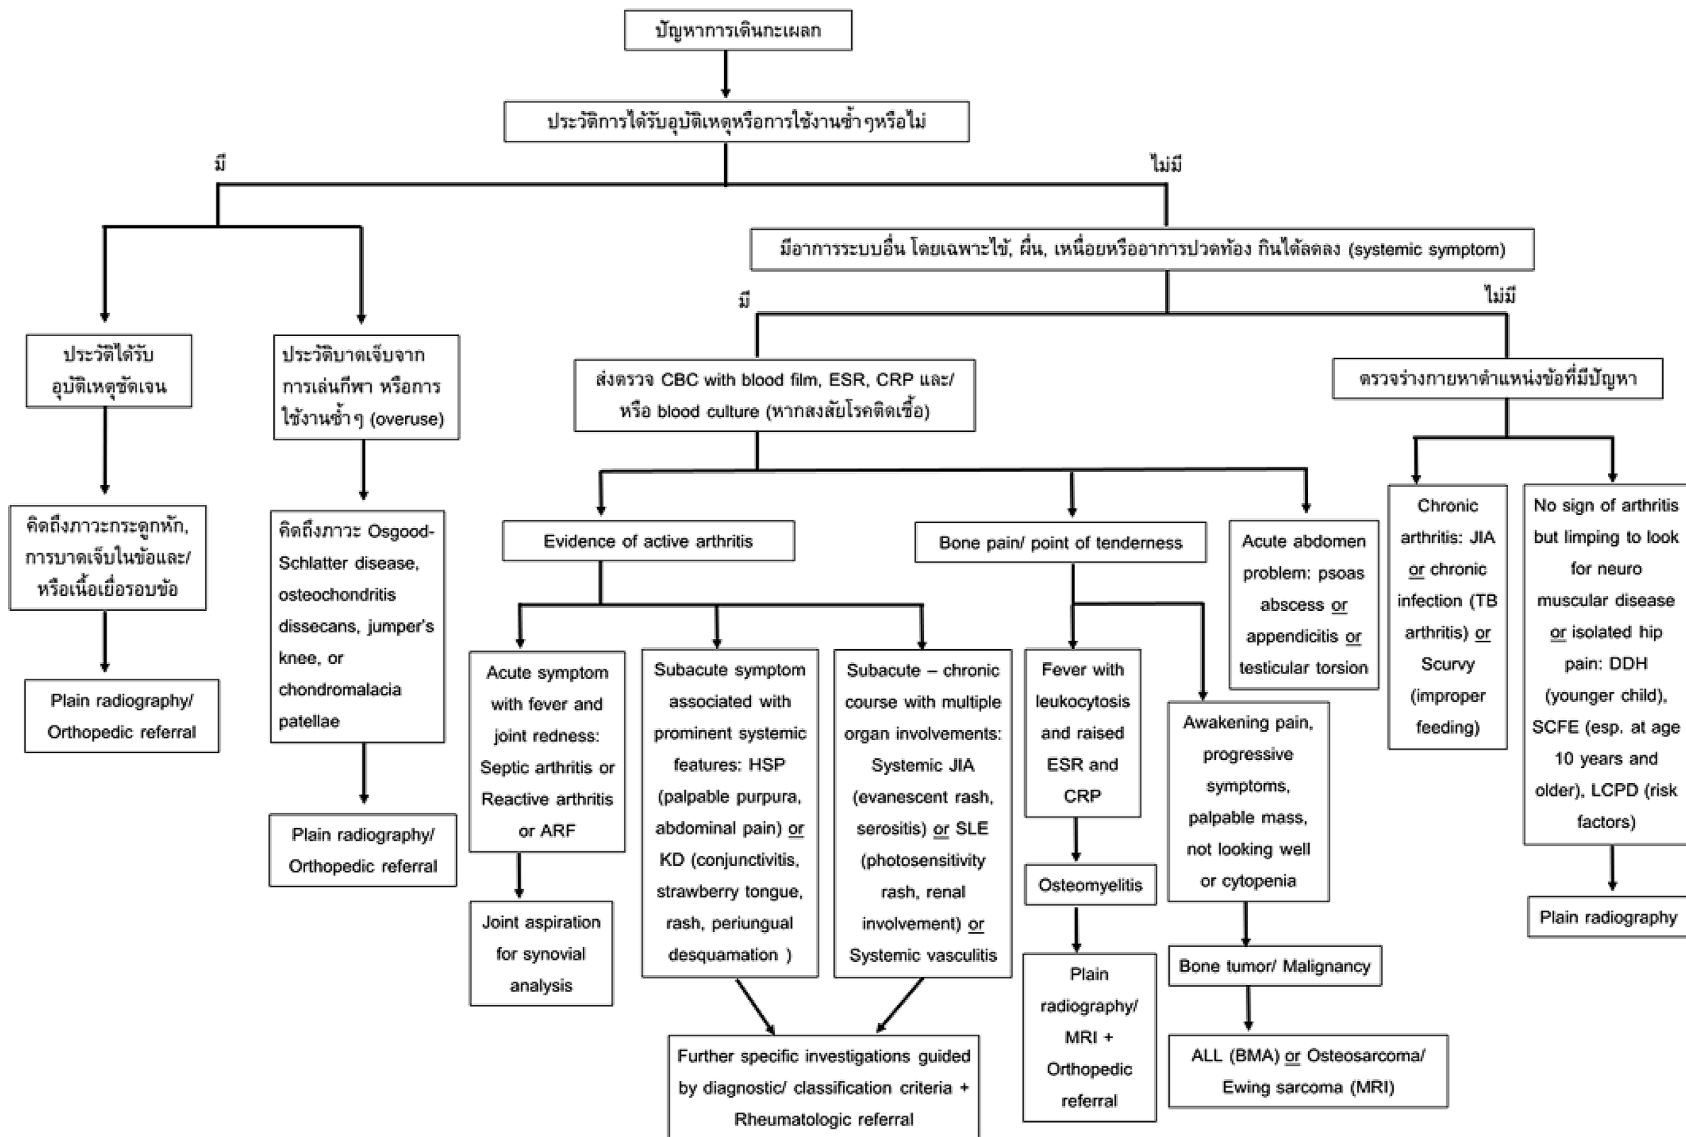 ปัญหาการเดินกะเผลก
ประวัติการได้รับอุบัติเหตุหรือการใช้งานซ้ำๆหรือไม่
มี
ไม่มี
มีอาการระบบอื่น โดยเฉพาะไข้, ผื่น, เหนื่อยหรืออาการปวดท้อง กินได้ลดลง (systemic symptom)
มี
ไม่มี
ประวัติได้รับ
อุบัติเหตุชัดเจน
ประวัติบาดเจ็บจาก
การเล่นกีฬา หรือการ
ใช้งานซ้ำๆ (overuse)
ส่งตรวจ CBC with blood film, ESR, CRP และ/
หรือ blood culture (หากสงสัยโรคติดเชื้อ)
ตรวจร่างกายหาตำแหน่งข้อที่มีปัญหา
คิดถึงภาวะกระดูกหัก,
การบาดเจ็บในข้อและ/
หรือเนื้อเยื่อรอบข้อ
คิดถึงภาวะ Osgood-
Schlatter disease,
osteochondritis
dissecans, jumper's
knee, or
chondromalacia
patellae
Evidence of active arthritis
Bone pain/ point of tenderness
Acute abdomen
problem: psoas
abscess or
appendicitis or
testicular torsion
Chronic
arthritis: JIA
or chronic
infection (TB
arthritis) or
Scurvy
(improper
feeding)
No sign of arthritis
but limping to look
for neuro
muscular disease
or isolated hip
pain: DDH
(younger child),
SCFE (esp. at age
10 years and
older), LCPD (risk
factors)
Plain radiography/
Orthopedic referral
Plain radiography/
Orthopedic referral
Acute symptom
with fever and
joint redness:
Septic arthritis or
Reactive arthritis
or ARF
Subacute symptom
associated with
prominent systemic
features: HSP
(palpable purpura,
abdominal pain) or
KD (conjunctivitis,
strawberry tongue,
rash, periungual
desquamation )
Subacute – chronic
course with multiple
organ involvements:
Systemic JIA
(evanescent rash,
serositis) or SLE
(photosensitivity
rash, renal
involvement) or
Systemic vasculitis
Fever with
leukocytosis
and raised
ESR and
CRP
Awakening pain,
progressive
symptoms,
palpable mass,
not looking well
or cytopenia
Joint aspiration
for synovial
analysis
Osteomyelitis
Plain radiography
Bone tumor/ Malignancy
Plain
radiography/
MRI +
Orthopedic
referral
Further specific investigations guided
by diagnostic/ classification criteria +
Rheumatologic referral
ALL (BMA) or Osteosarcoma/
Ewing sarcoma (MRI)